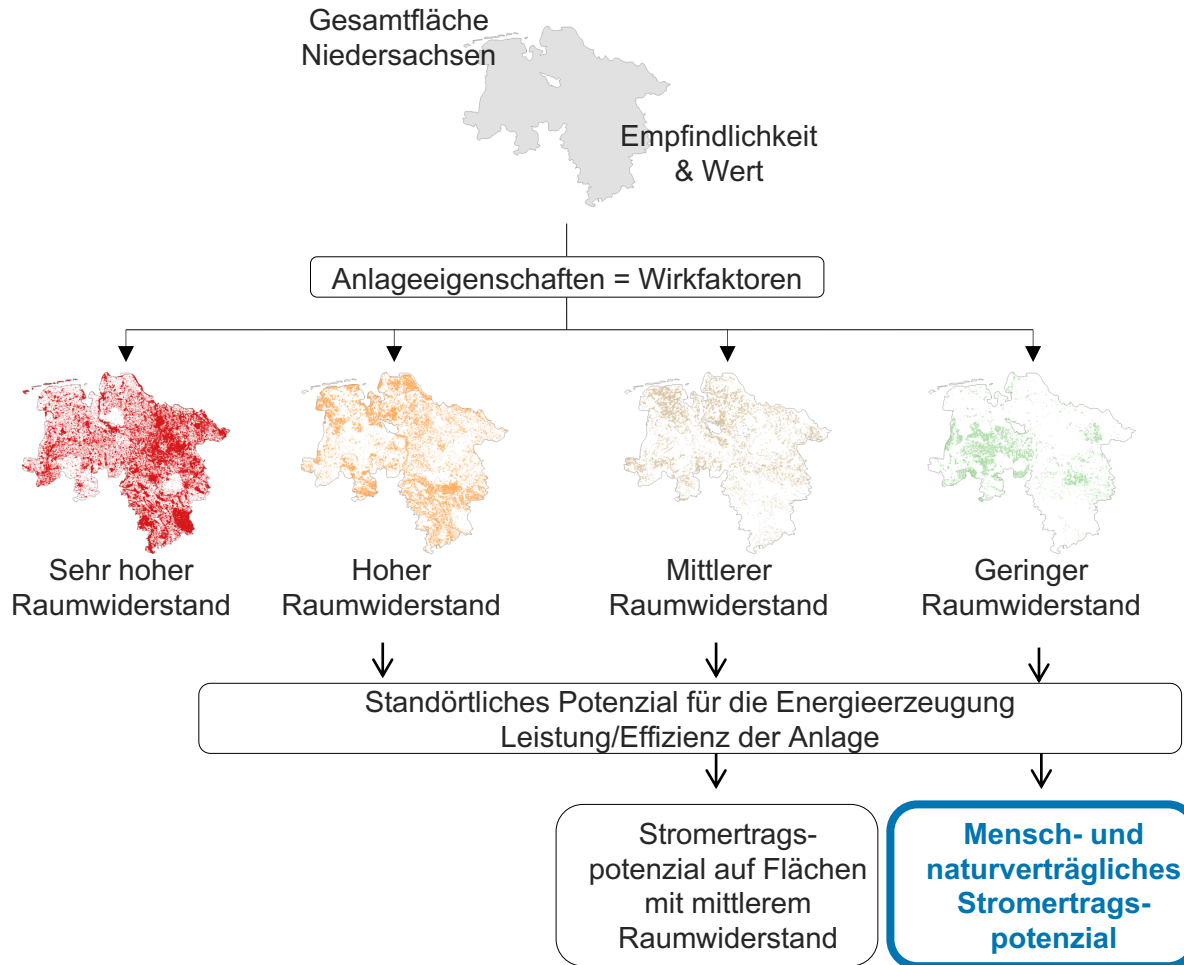 Gesamtfläche
Niedersachsen
Empfindlichkeit
& Wert
Anlageeigenschaften = Wirkfaktoren
Sehr hoher
Raumwiderstand
Hoher
Raumwiderstand
Mittlerer
Raumwiderstand
Geringer
Raumwiderstand
Standörtliches Potenzial für die Energieerzeugung
Leistung/Effizienz der Anlage
Stromertrags-
potenzial auf Flächen
mit mittlerem
Raumwiderstand
Mensch- und
naturverträgliches
Stromertrags-
potenzial